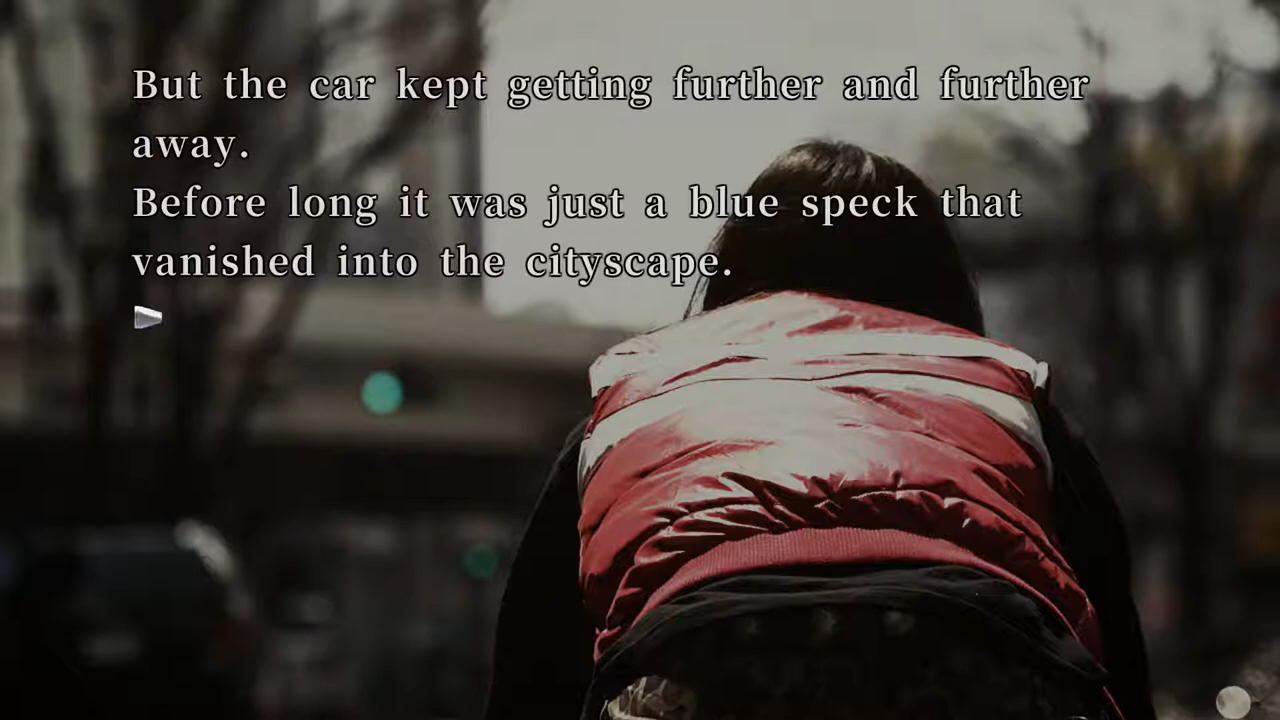 But the car kept getting further and further
away.
Before long it was just a blue speck that
vanished into the cityscape.